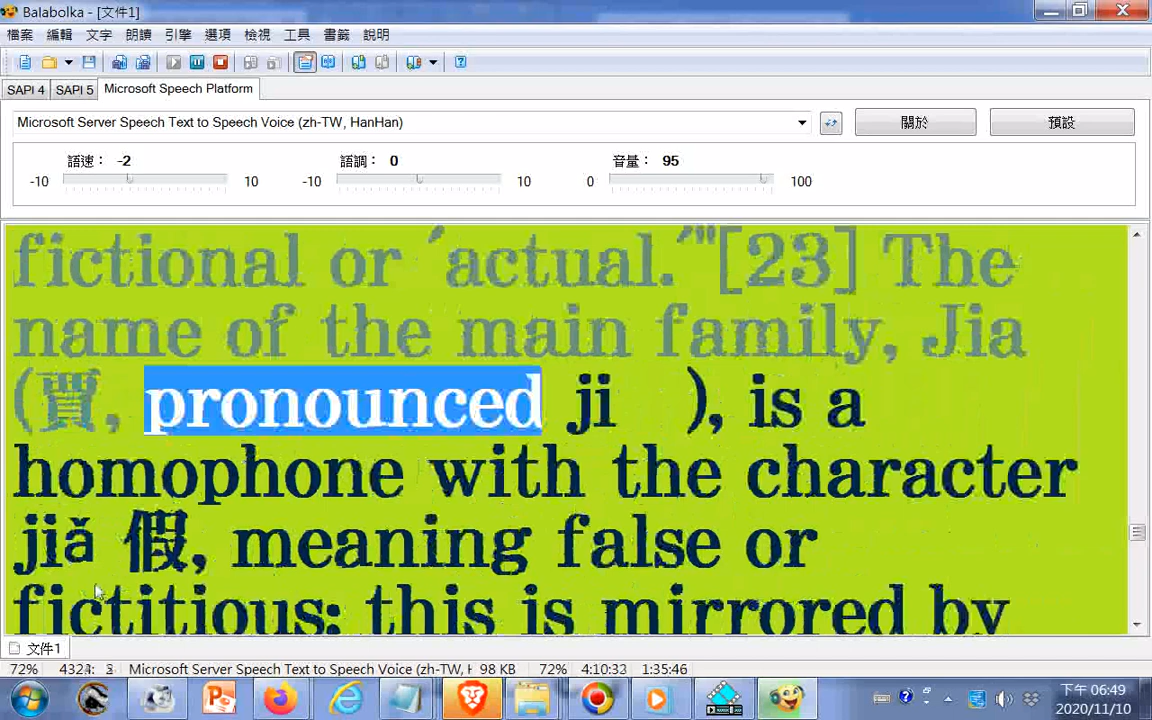 Balabolka - [文件1]
檔案 編輯 文字 朗讀 引擎 選項 檢視 工具 書籤 說明
SAPI 4 SAPI 5 Microsoft Speech Platform
Microsoft Server Speech Text to Speech Voice (zh-TW, HanHan) 關於 預設
語速： -2 語調： 0 音量： 95
-10 10 -10 10 0 100
fictional or 'actual.'"[23] The
name of the main family, Jia
(賈, pronounced ji ), is a
homophone with the character
jiǎ 假, meaning false or
fictitious; this is mirrored by
文件1
72% 4324: 3 Microsoft Server Speech Text to Speech Voice (zh-TW, H 98 KB 72% 4:10:33 1:35:46
下午 06:49
2020/11/10